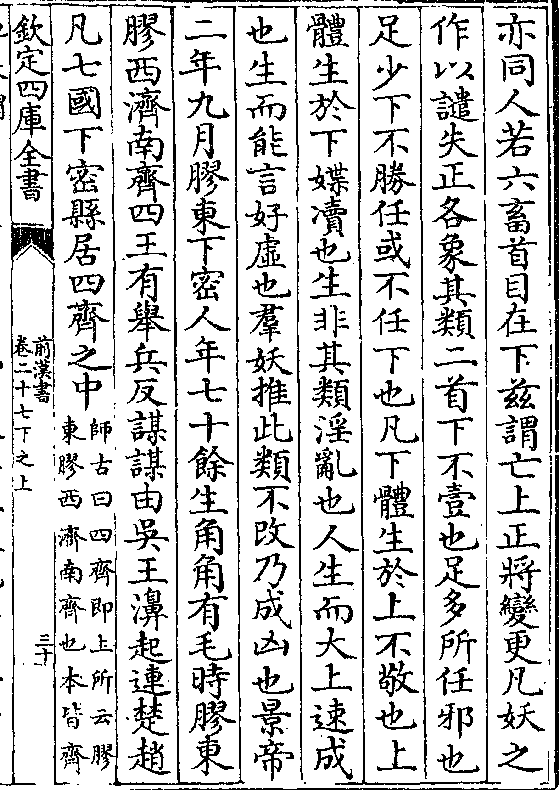 亦同人若六畜首目在下兹謂亡上正將變更凡妖之
作以譴失正各象其類二首下不壹也足多所任邪也
足少下不勝任或不任下也凡下體生於上不敬也上
體生於下媟瀆也生非其類淫亂也人生而大上速成
也生而能言好虛也羣妖推此類不改乃成凶也景帝
二年九月膠東下密人年七十餘生角角有毛時膠東
膠西濟南齊四王有舉兵反謀謀由吳王濞起連楚趙
凡七國下密縣居四齊之中
師古曰四齊即上所云膠
東膠西濟南齊也本皆齊
欽定四庫全書
前漢書
卷二十七下之上
三十